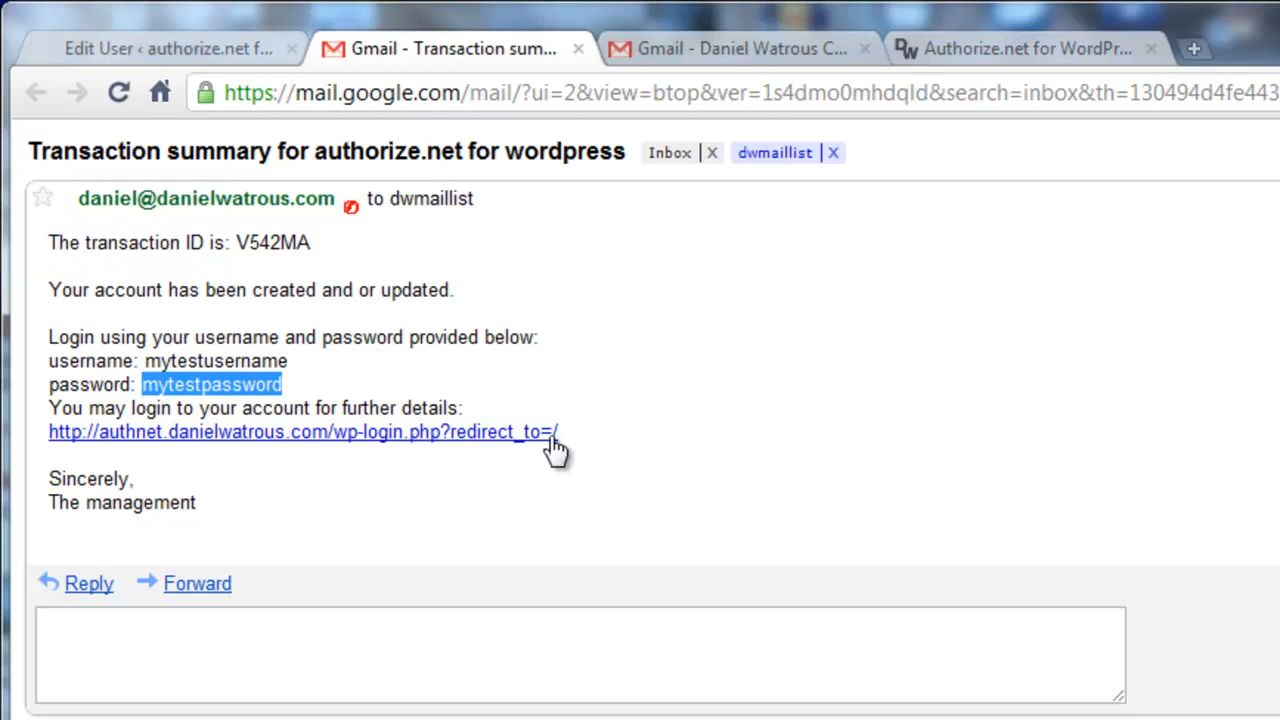 Edit User ‹ authorize.net f...
Gmail - Transaction sum...
Gmail - Daniel Watrous C...
DW Authorize.net for WordPr...
https://mail.google.com/mail/?ui=2&view=btop&ver=1s4dmo0mhdqld&search=inbox&th=130494d4fe443
Transaction summary for authorize.net for wordpress Inbox | X dwmaillist | X
daniel@danielwatrous.com to dwmaillist
The transaction ID is: V542MA
Your account has been created and or updated.
Login using your username and password provided below:
username: mytestusername
password: mytestpassword
You may login to your account for further details:
http://authnet.danielwatrous.com/wp-login.php?redirect_to=/
Sincerely,
The management
Reply Forward